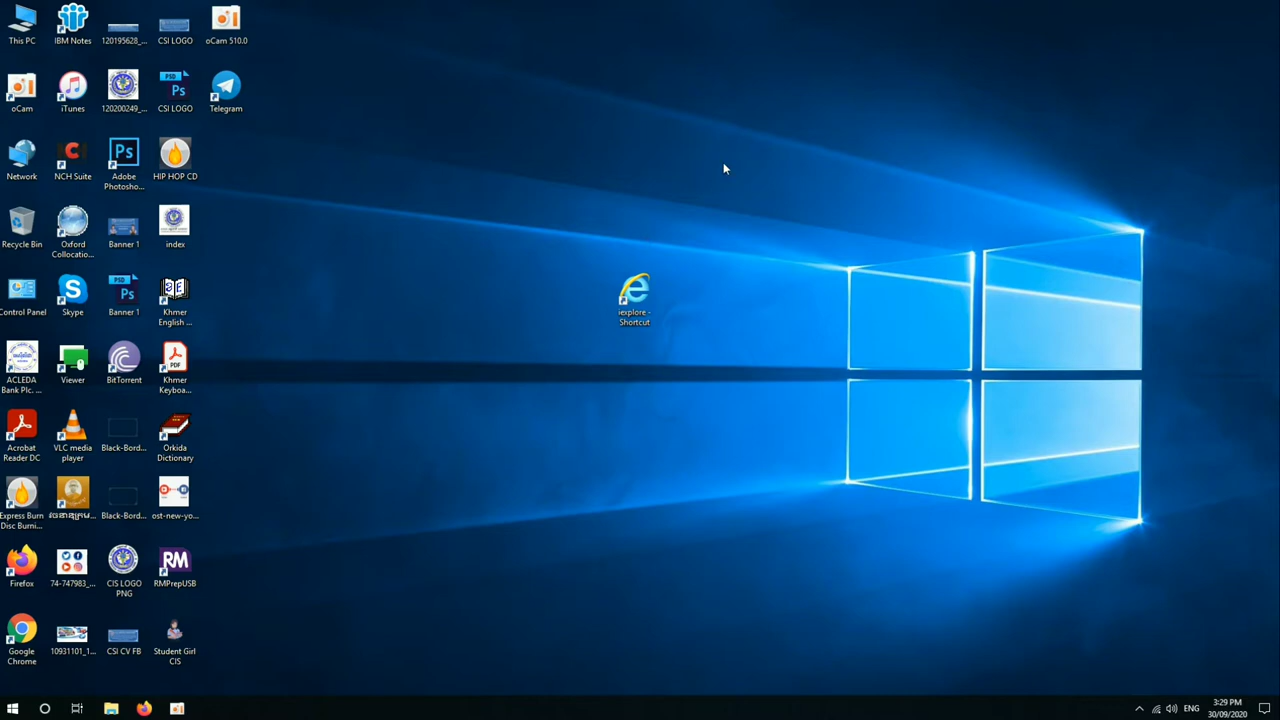 This PC
IBM Notes
120195628_...
CSI LOGO
oCam 510.0
oCam
iTunes
120200249_...
CSI LOGO
Telegram
Network
NCH Suite
Adobe
Photosho...
HIP HOP CD
Recycle Bin
Oxford
Collocatio...
Banner 1
index
Control Panel
Skype
Banner 1
Khmer
English ...
iexplore -
Shortcut
ACLEDA
Bank Plc. ...
Viewer
BitTorrent
Khmer
Keyboa...
Acrobat
Reader DC
VLC media
player
Black-Bord...
Orkida
Dictionary
Express Burn
Disc Burni...
Black-Bord...
ost-new-yo...
Firefox
74-747983_...
CIS LOGO
PNG
RMPrepUSB
Google
Chrome
10931101_1...
CSI CV FB
Student Girl
CIS
ENG
3:29 PM
30/09/2020